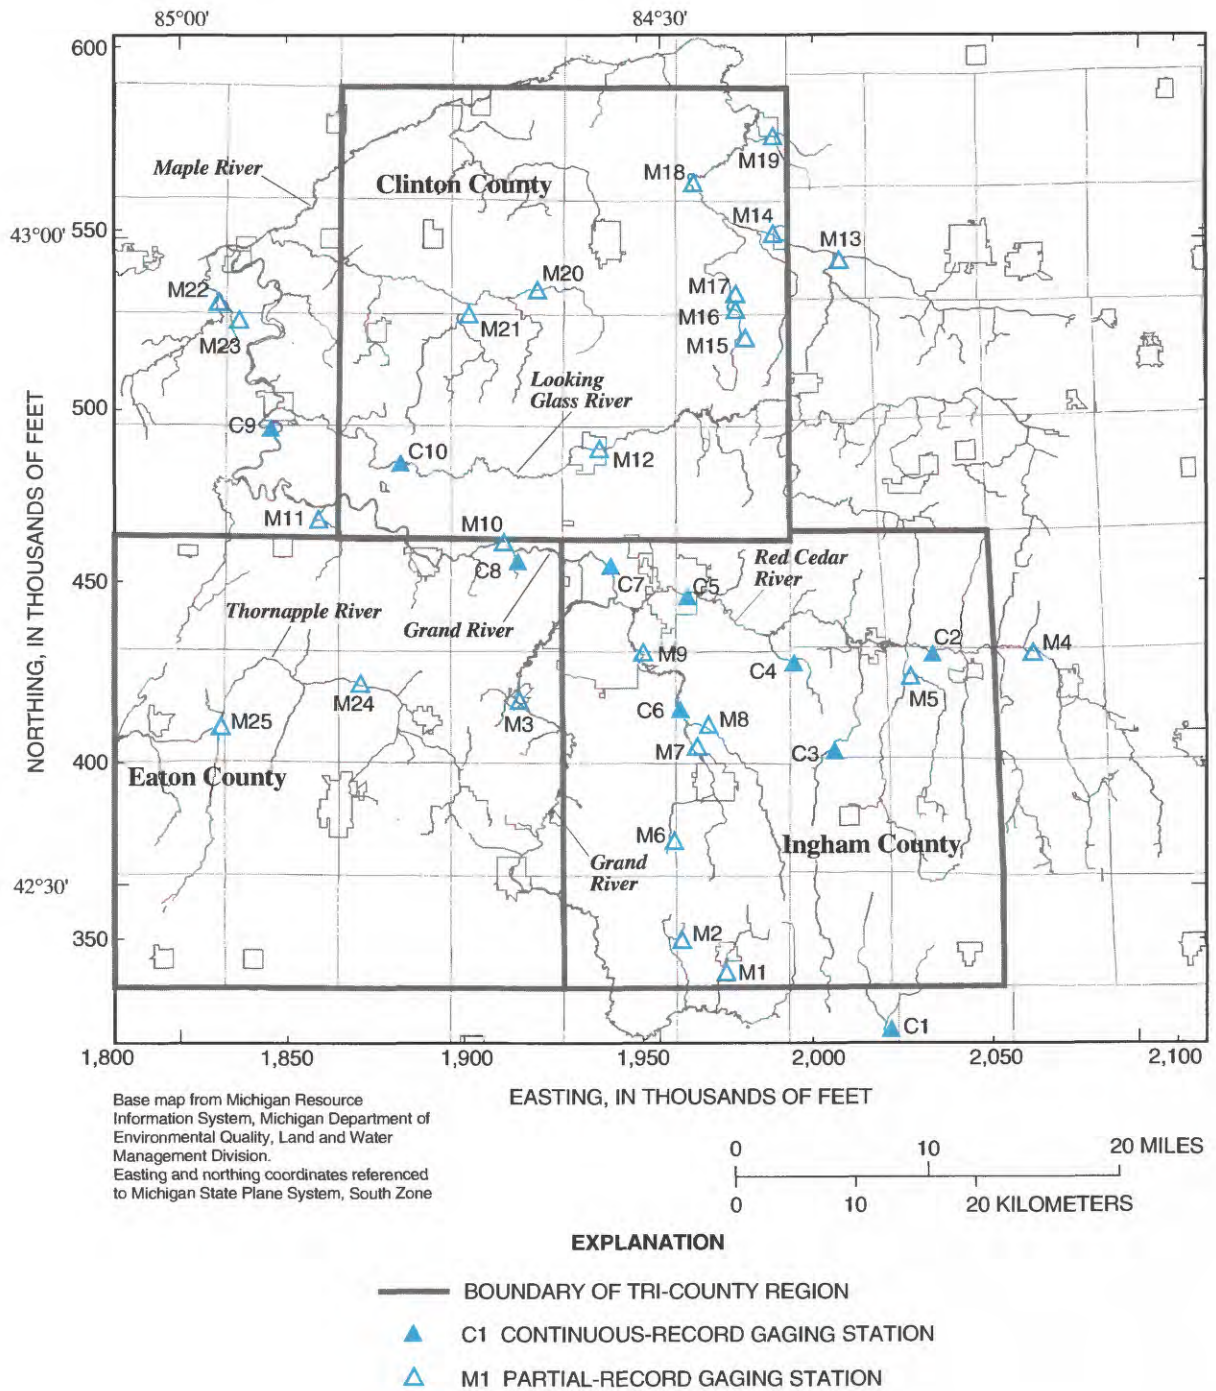 85°00'
84°30'
600
Maple River
Clinton County
M18
M19
M14
M13
550
43°00'
M22
M23
M20
M21
M17
M16
M15
Looking
Glass River
500
C9
C10
M12
M11
M10
C8
C7
C5
Red Cedar
River
450
Thornapple River
Grand River
M9
C4
C2
M4
M5
M24
M25
M3
C6
M8
M7
C3
400
Eaton County
M6
Ingham County
Grand
River
42°30'
350
M2
M1
C1
NORTHING, IN THOUSANDS OF FEET
1,800
1,850
1,900
1,950
2,000
2,050
2,100
EASTING, IN THOUSANDS OF FEET
Base map from Michigan Resource
Information System, Michigan Department of
Environmental Quality, Land and Water
Management Division.
Easting and northing coordinates referenced
to Michigan State Plane System, South Zone
0 10 20 MILES
0 10 20 KILOMETERS
EXPLANATION
BOUNDARY OF TRI-COUNTY REGION
C1 CONTINUOUS-RECORD GAGING STATION
M1 PARTIAL-RECORD GAGING STATION